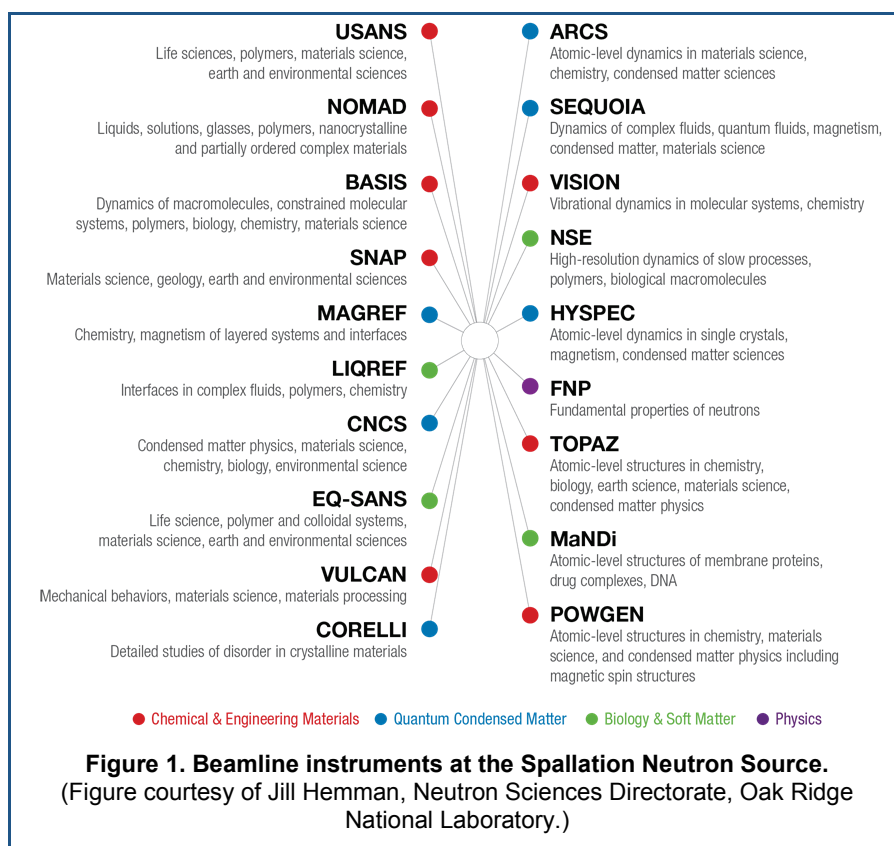 USANS
Life sciences, polymers, materials science,
earth and environmental sciences
NOMAD
Liquids, solutions, glasses, polymers, nanocrystalline
and partially ordered complex materials
BASIS
Dynamics of macromolecules, constrained molecular
systems, polymers, biology, chemistry, materials science
SNAP
Materials science, geology, earth and environmental sciences
MAGREF
Chemistry, magnetism of layered systems and interfaces
LIQREF
Interfaces in complex fluids, polymers, chemistry
CNCS
Condensed matter physics, materials science,
chemistry, biology, environmental science
EQ-SANS
Life science, polymer and colloidal systems,
materials science, earth and environmental sciences
VULCAN
Mechanical behaviors, materials science, materials processing
CORELLI
Detailed studies of disorder in crystalline materials
ARCS
Atomic-level dynamics in materials science,
chemistry, condensed matter sciences
SEQUOIA
Dynamics of complex fluids, quantum fluids, magnetism,
condensed matter, materials science
VISION
Vibrational dynamics in molecular systems, chemistry
NSE
High-resolution dynamics of slow processes,
polymers, biological macromolecules
HYSPEC
Atomic-level dynamics in single crystals,
magnetism, condensed matter sciences
FNP
Fundamental properties of neutrons
TOPAZ
Atomic-level structures in chemistry,
biology, earth science, materials science,
condensed matter physics
MaNDi
Atomic-level structures of membrane proteins,
drug complexes, DNA
POWGEN
Atomic-level structures in chemistry, materials
science, and condensed matter physics including
magnetic spin structures
Chemical & Engineering Materials
Quantum Condensed Matter
Biology & Soft Matter
Physics
Figure 1. Beamline instruments at the Spallation Neutron Source.
(Figure courtesy of Jill Hemman, Neutron Sciences Directorate, Oak Ridge
National Laboratory.)